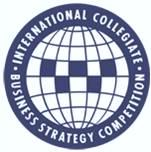 INTERNATIONAL COLLEGIATE
BUSINESS STRATEGY COMPETITION